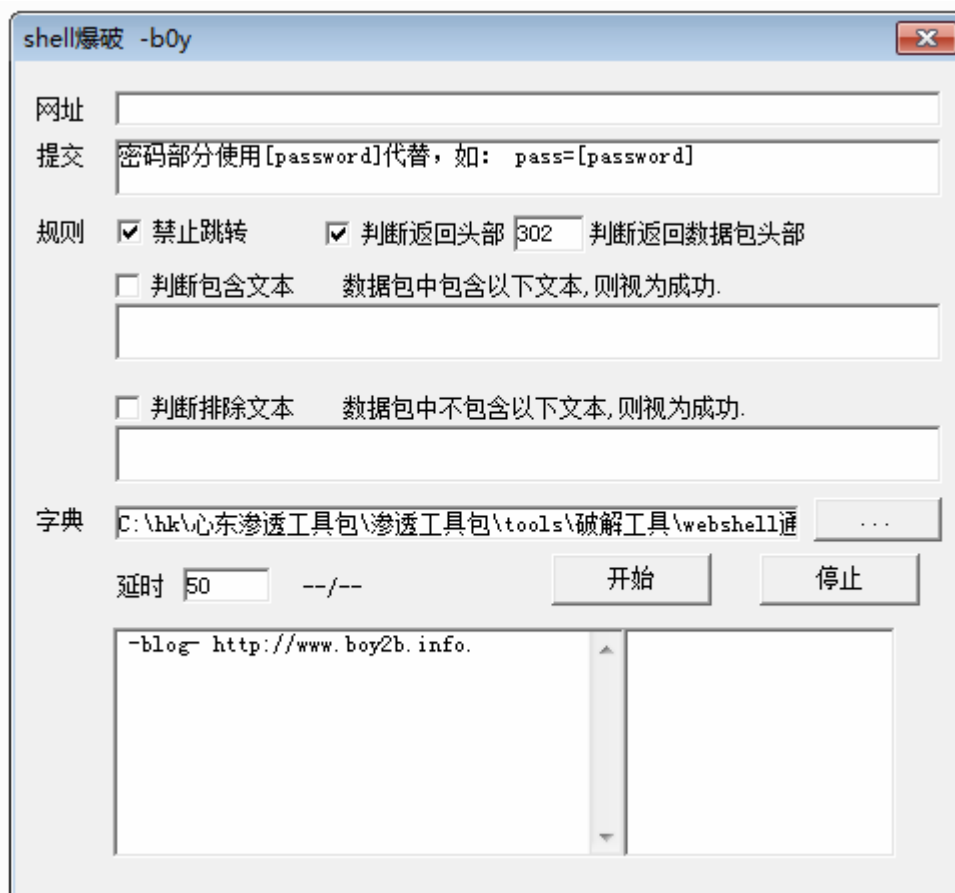 shell爆破 -b0y
网址
提交 密码部分使用[password]代替，如： pass=[password]
规则 禁止跳转 判断返回头部 302 判断返回数据包头部
判断包含文本 数据包中包含以下文本,则视为成功.
判断排除文本 数据包中不包含以下文本,则视为成功.
字典 C:\hk\心东渗透工具包\渗透工具包\tools\破解工具\webshell通 ...
延时 50 --/-- 开始 停止
-blog- http://www.boy2b.info.